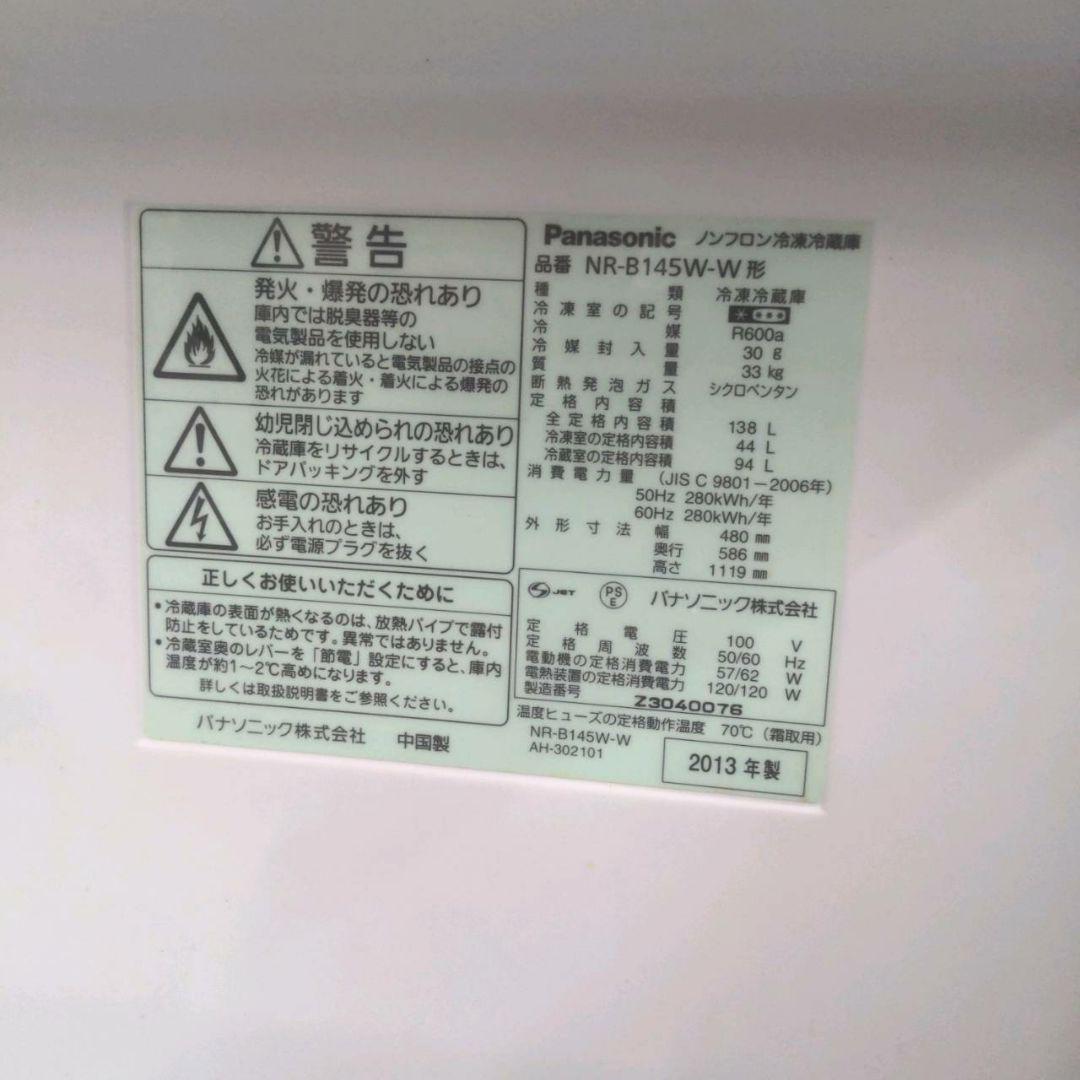 警告
発火・爆発の恐れあり
庫内では脱臭器等の
電気製品を使用しない
冷媒が漏れていると電気製品の接点の
火花による着火・着火による爆発の
恐れがあります
幼児閉じ込められの恐れあり
冷蔵庫をリサイクルするときは、
ドアパッキングを外す
感電の恐れあり
お手入れのときは、
必ず電源プラグを抜く
正しくお使いいただくために
•冷蔵庫の表面が熱くなるのは、放熱パイプで露付
防止をしているためです。異常ではありません。
•冷蔵室奥のレバーを「節電」設定にすると、庫内
温度が約1〜2℃高めになります。
詳しくは取扱説明書をご参照ください。
パナソニック株式会社 中国製
Panasonic ノンフロン冷凍冷蔵庫
品番 NR-B145W-W形
種類 冷凍冷蔵庫
冷凍室の記号
冷媒 R600a
冷媒封入量 30 g
質量 33 kg
断熱発泡ガス シクロペンタン
定格内容積
全定格内容積 138 L
冷凍室の定格内容積 44 L
冷蔵室の定格内容積 94 L
消費電力量 (JIS C 9801−2006年)
50Hz 280kWh/年
60Hz 280kWh/年
外形寸法 幅 480 mm
奥行 586 mm
高さ 1119 mm
S JET PS E パナソニック株式会社
定格電圧 100 V
定格周波数 50/60 Hz
電動機の定格消費電力 57/62 W
電熱装置の定格消費電力 120/120 W
製造番号 Z3040076
温度ヒューズの定格動作温度 70℃(霜取用)
NR-B145W-W
AH-302101
2013年製